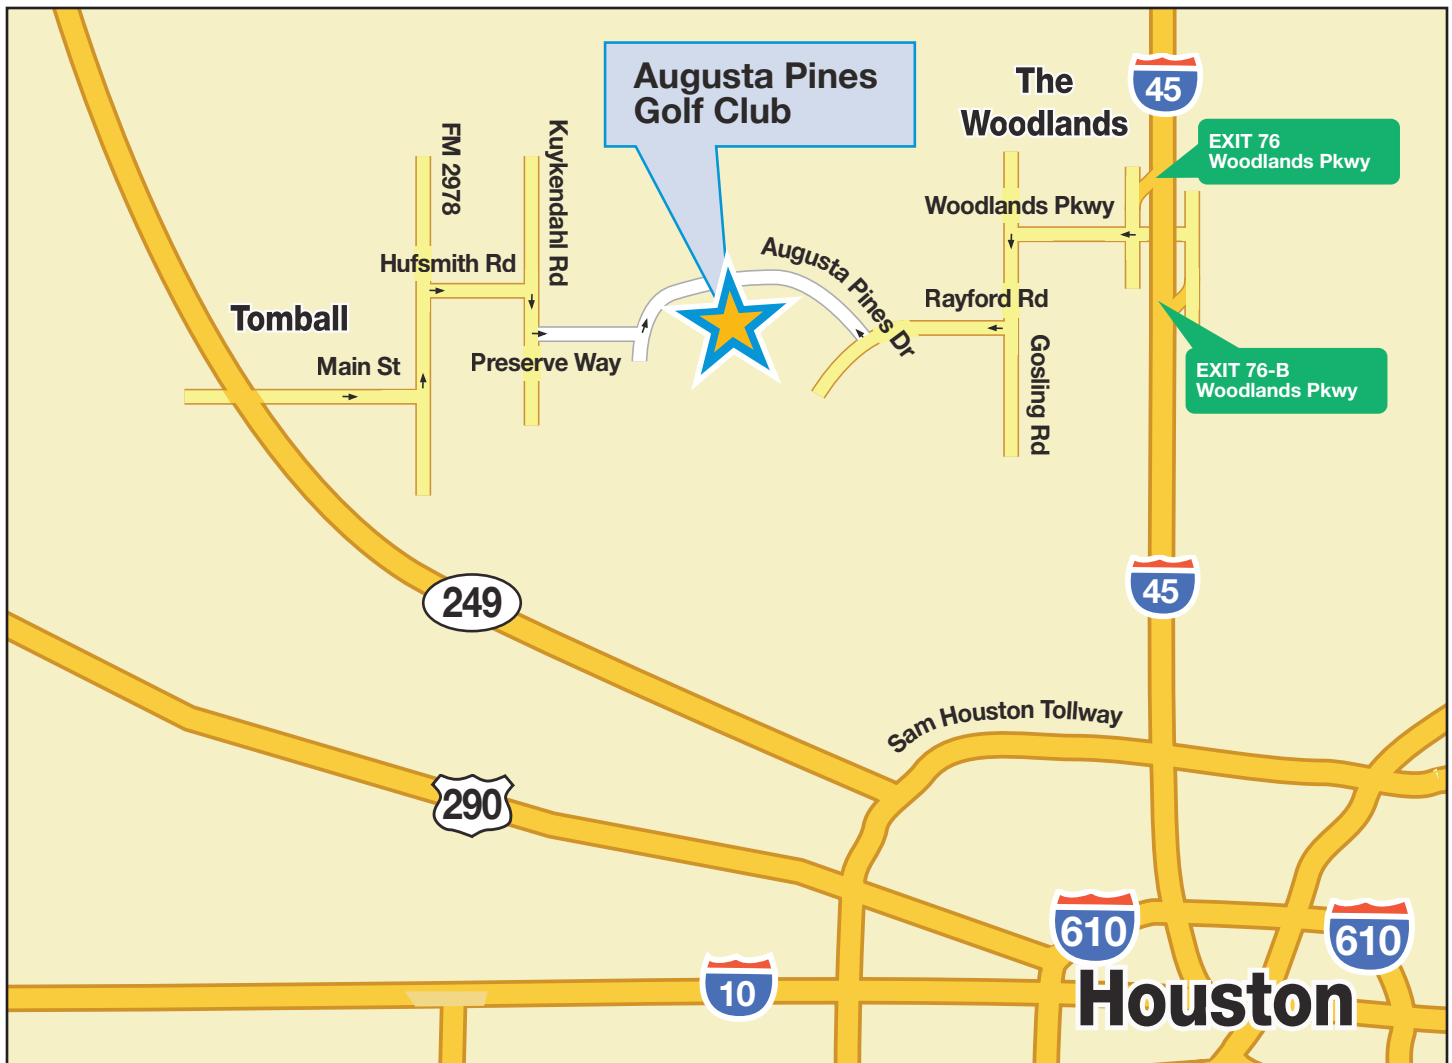 Augusta Pines
Golf Club
The
Woodlands
45
EXIT 76
Woodlands Pkwy
FM 2978
Kuykendahl Rd
Woodlands Pkwy
Hufsmith Rd
Augusta Pines Dr
Rayford Rd
Tomball
Main St
Preserve Way
Gosling Rd
EXIT 76-B
Woodlands Pkwy
249
45
Sam Houston Tollway
290
610
610
10
Houston